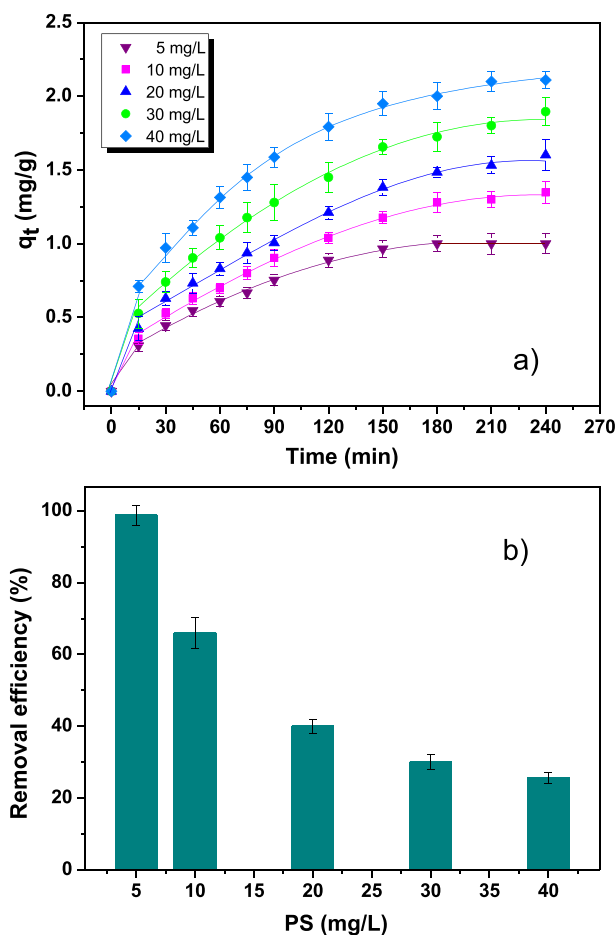 2.5
2.0
1.5
1.0
0.5
0.0
qt (mg/g)
5 mg/L
10 mg/L
20 mg/L
30 mg/L
40 mg/L
a)
0 30 60 90 120 150 180 210 240 270
Time (min)
100
80
60
40
20
0
Removal efficiency (%)
b)
5 10 15 20 25 30 35 40
PS (mg/L)